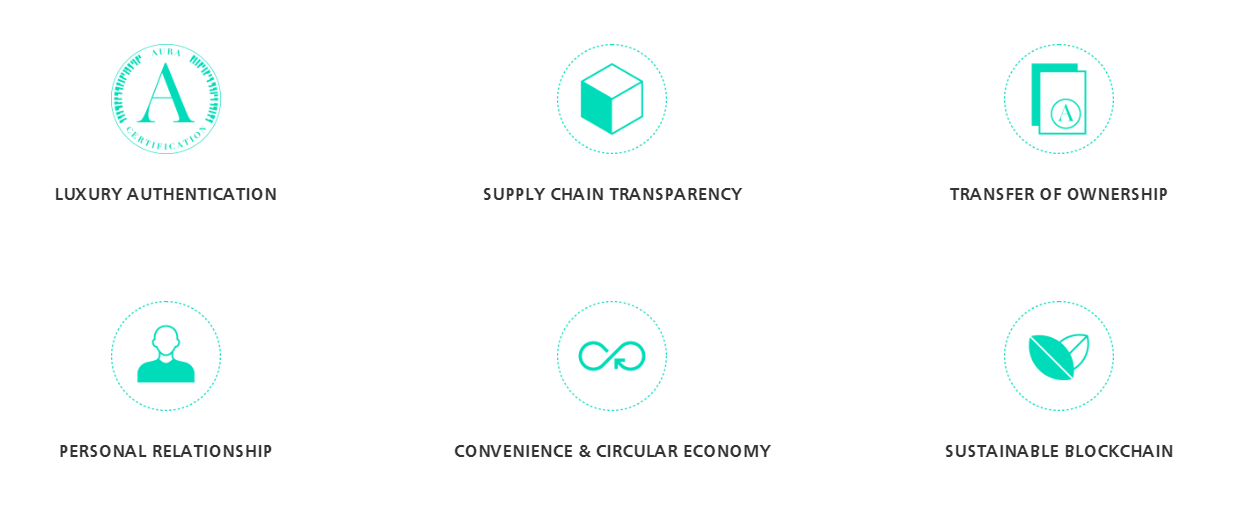 AURA
A
CERTIFICATION
A
LUXURY AUTHENTICATION
SUPPLY CHAIN TRANSPARENCY
TRANSFER OF OWNERSHIP
PERSONAL RELATIONSHIP
CONVENIENCE & CIRCULAR ECONOMY
SUSTAINABLE BLOCKCHAIN